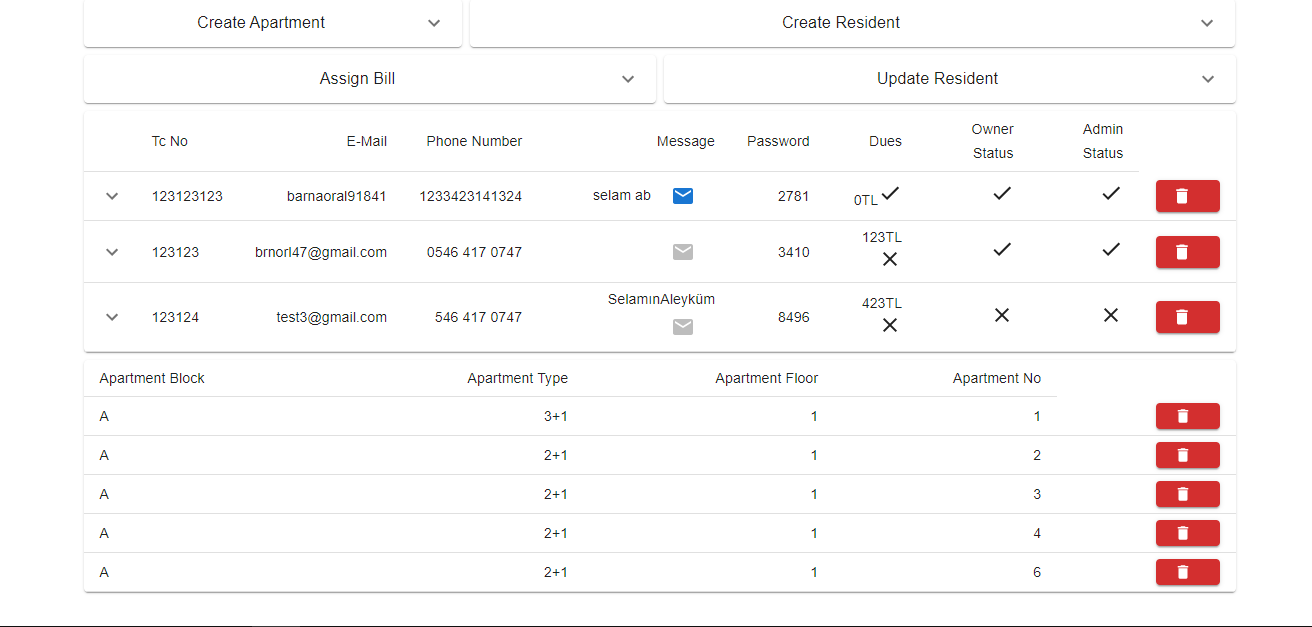 Create Apartment Create Resident
Assign Bill Update Resident
Tc No E-Mail Phone Number Message Password Dues Owner Status Admin Status
123123123 barnaoral91841 1233423141324 selam ab 2781 0TL
123123 brnorl47@gmail.com 0546 417 0747 3410 123TL
123124 test3@gmail.com 546 417 0747 SelamınAleyküm 8496 423TL
Apartment Block Apartment Type Apartment Floor Apartment No
A 3+1 1 1
A 2+1 1 2
A 2+1 1 3
A 2+1 1 4
A 2+1 1 6